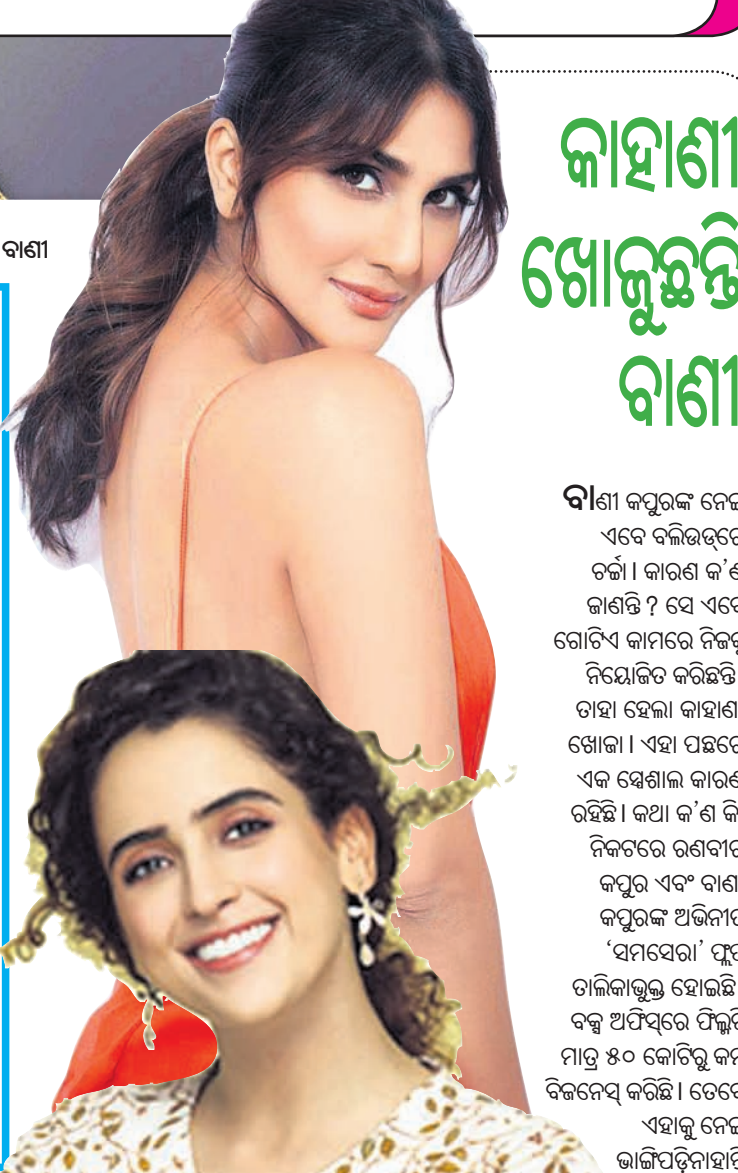 ବାଣୀ
କାହାଣୀ
ଖୋଜୁଛନ୍ତି
ବାଣୀ
ବାଣୀ କପୁରଙ୍କ ନେଇ
ଏବେ ବଲିଉଡ୍‌ରେ
ଚର୍ଚ୍ଚା । କାରଣ କ’ଣ
ଜାଣନ୍ତି ? ସେ ଏବେ
ଗୋଟିଏ କାମରେ ନିଜକୁ
ନିୟୋଜିତ କରିଛନ୍ତି
ତାହା ହେଲା କାହାଣୀ
ଖୋଜା । ଏହା ପଛରେ
ଏକ ସ୍ପେଶାଲ କାରଣ
ରହିଛି । କଥା କ’ଣ କି
ନିକଟରେ ରଣବୀର
କପୁର ଏବଂ ବାଣୀ
କପୁରଙ୍କ ଅଭିନୀତ
‘ସମସେରା’ ଫ୍ଲପ୍
ତାଲିକାଭୁକ୍ତ ହୋଇଛି
ବକ୍ସ ଅଫିସ୍‌ରେ ଫିଲ୍ମଟି
ମାତ୍ର ୫୦ କୋଟିରୁ କମ୍
ବିଜନେସ୍ କରିଛି । ତେବେ
ଏହାକୁ ନେଇ
ଭାଙ୍ଗିପଡ଼ିନାହାନ୍ତି